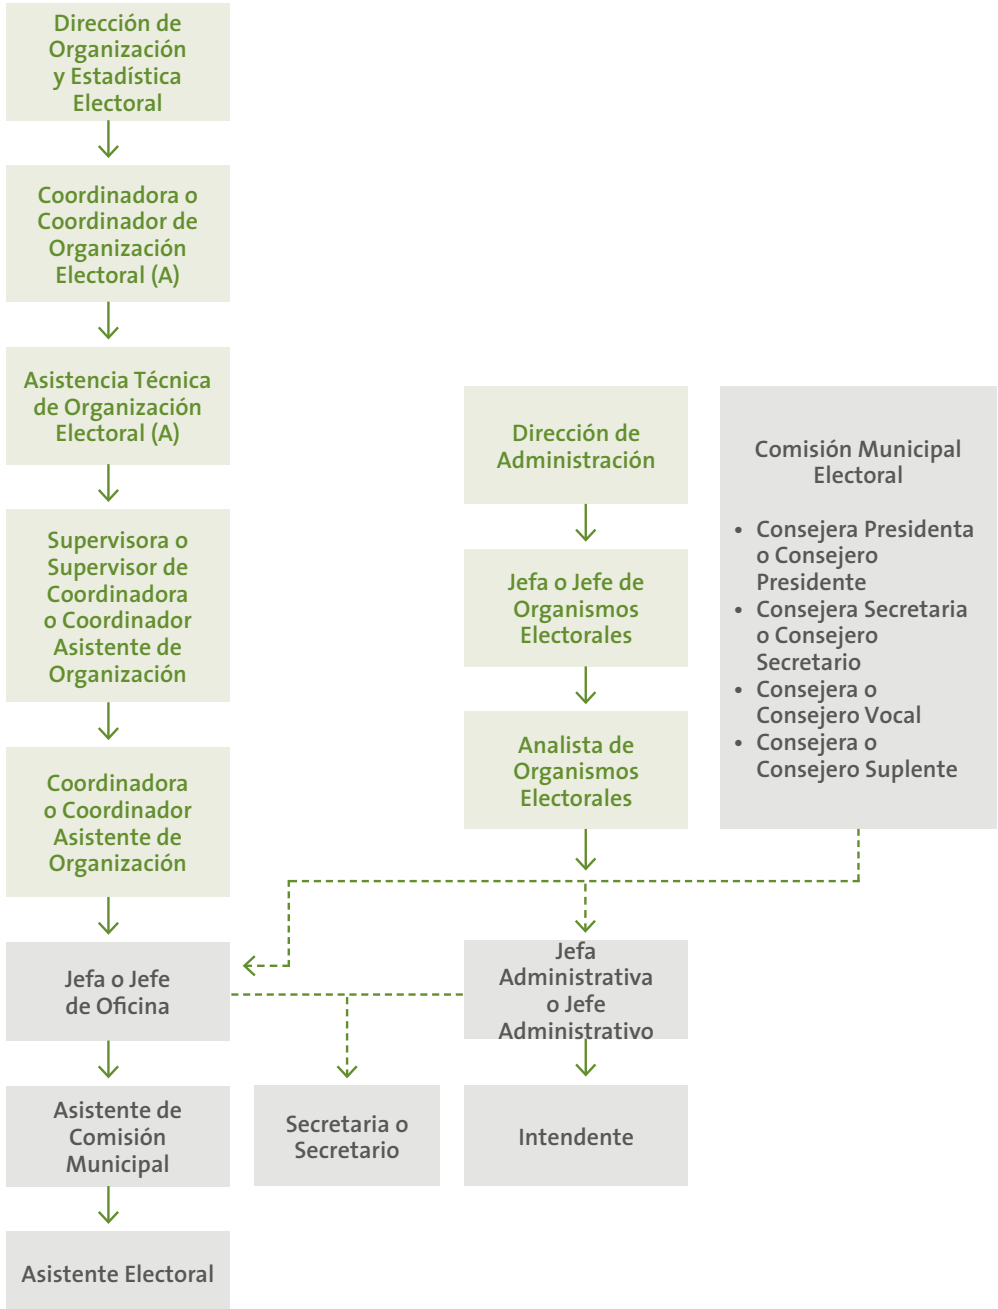 Dirección de
Organización
y Estadística
Electoral
Coordinadora o
Coordinador de
Organización
Electoral (A)
Asistencia Técnica
de Organización
Electoral (A)
Supervisora o
Supervisor de
Coordinadora
o Coordinador
Asistente de
Organización
Coordinadora
o Coordinador
Asistente de
Organización
Jefa o Jefe
de Oficina
Asistente de
Comisión
Municipal
Asistente Electoral
Secretaria o
Secretario
Dirección de
Administración
Jefa o Jefe de
Organismos
Electorales
Analista de
Organismos
Electorales
Jefa
Administrativa
o Jefe
Administrativo
Intendente
Comisión Municipal
Electoral
• Consejera Presidenta
o Consejero
Presidente
• Consejera Secretaria
o Consejero
Secretario
• Consejera o
Consejero Vocal
• Consejera o
Consejero Suplente